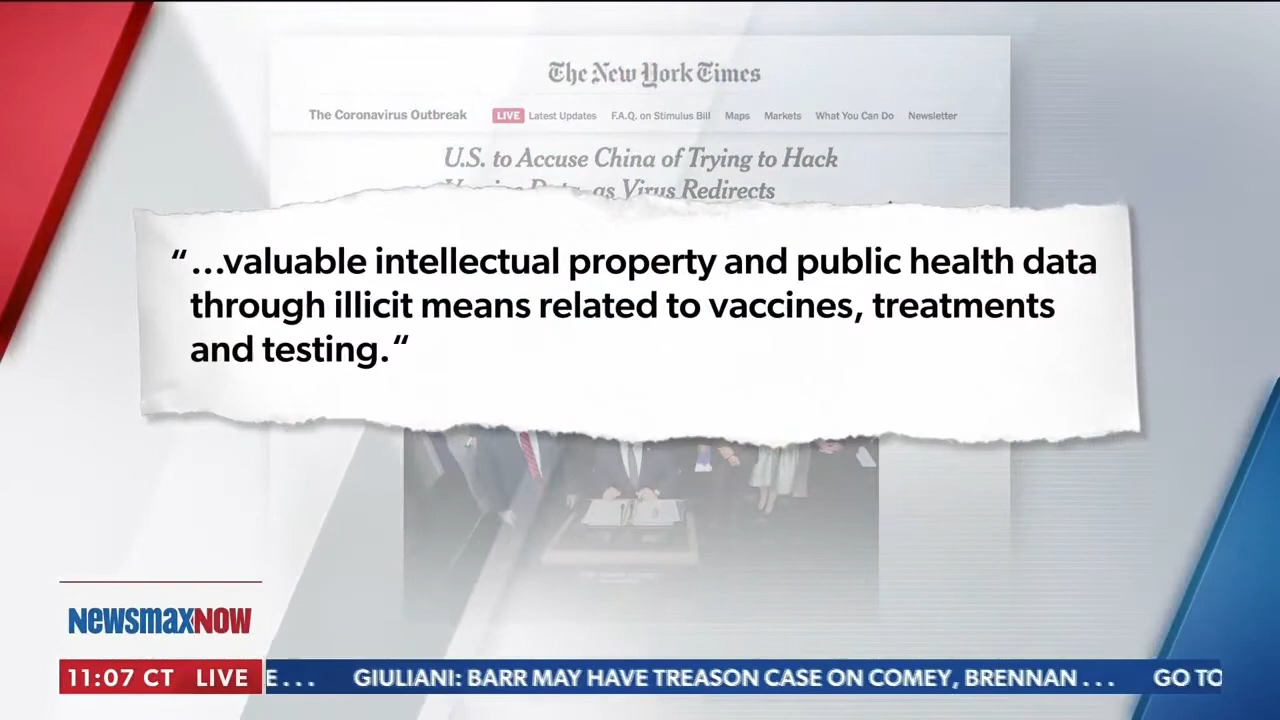 The New York Times
The Coronavirus Outbreak LIVE Latest Updates F.A.Q. on Stimulus Bill Maps Markets What You Can Do Newsletter
U.S. to Accuse China of Trying to Hack
as Virus Redirects
“…valuable intellectual property and public health data
through illicit means related to vaccines, treatments
and testing.“
NEWSMAXNOW
11:07 CT LIVE E... GIULIANI: BARR MAY HAVE TREASON CASE ON COMEY, BRENNAN... GO TO